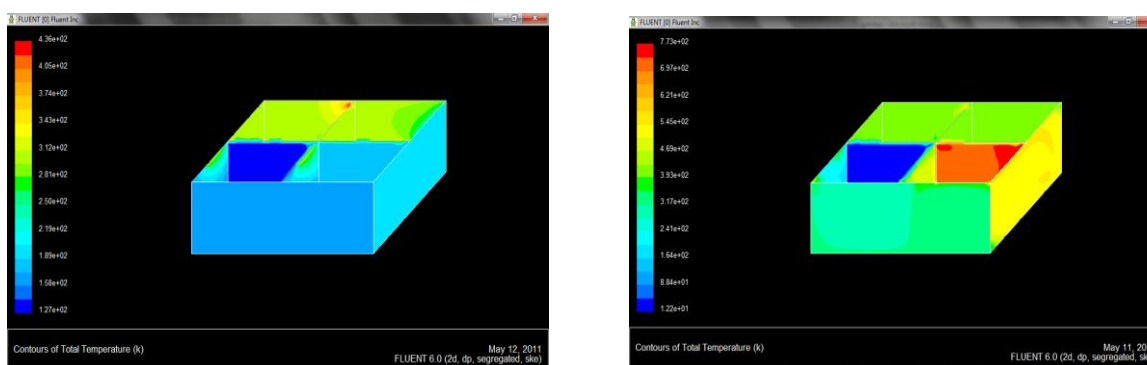 FLUENT [0] Fluent Inc
4.36e+02
4.05e+02
3.74e+02
3.43e+02
3.12e+02
2.81e+02
2.50e+02
2.19e+02
1.89e+02
1.58e+02
1.27e+02
Contours of Total Temperature (k)
May 12, 2011
FLUENT 6.0 (2d, dp, segregated, ske)
FLUENT [0] Fluent Inc
7.73e+02
6.97e+02
6.21e+02
5.45e+02
4.69e+02
3.93e+02
3.17e+02
2.41e+02
1.64e+02
8.84e+01
1.22e+01
Contours of Total Temperature (k)
May 11, 20
FLUENT 6.0 (2d, dp, segregated, sk